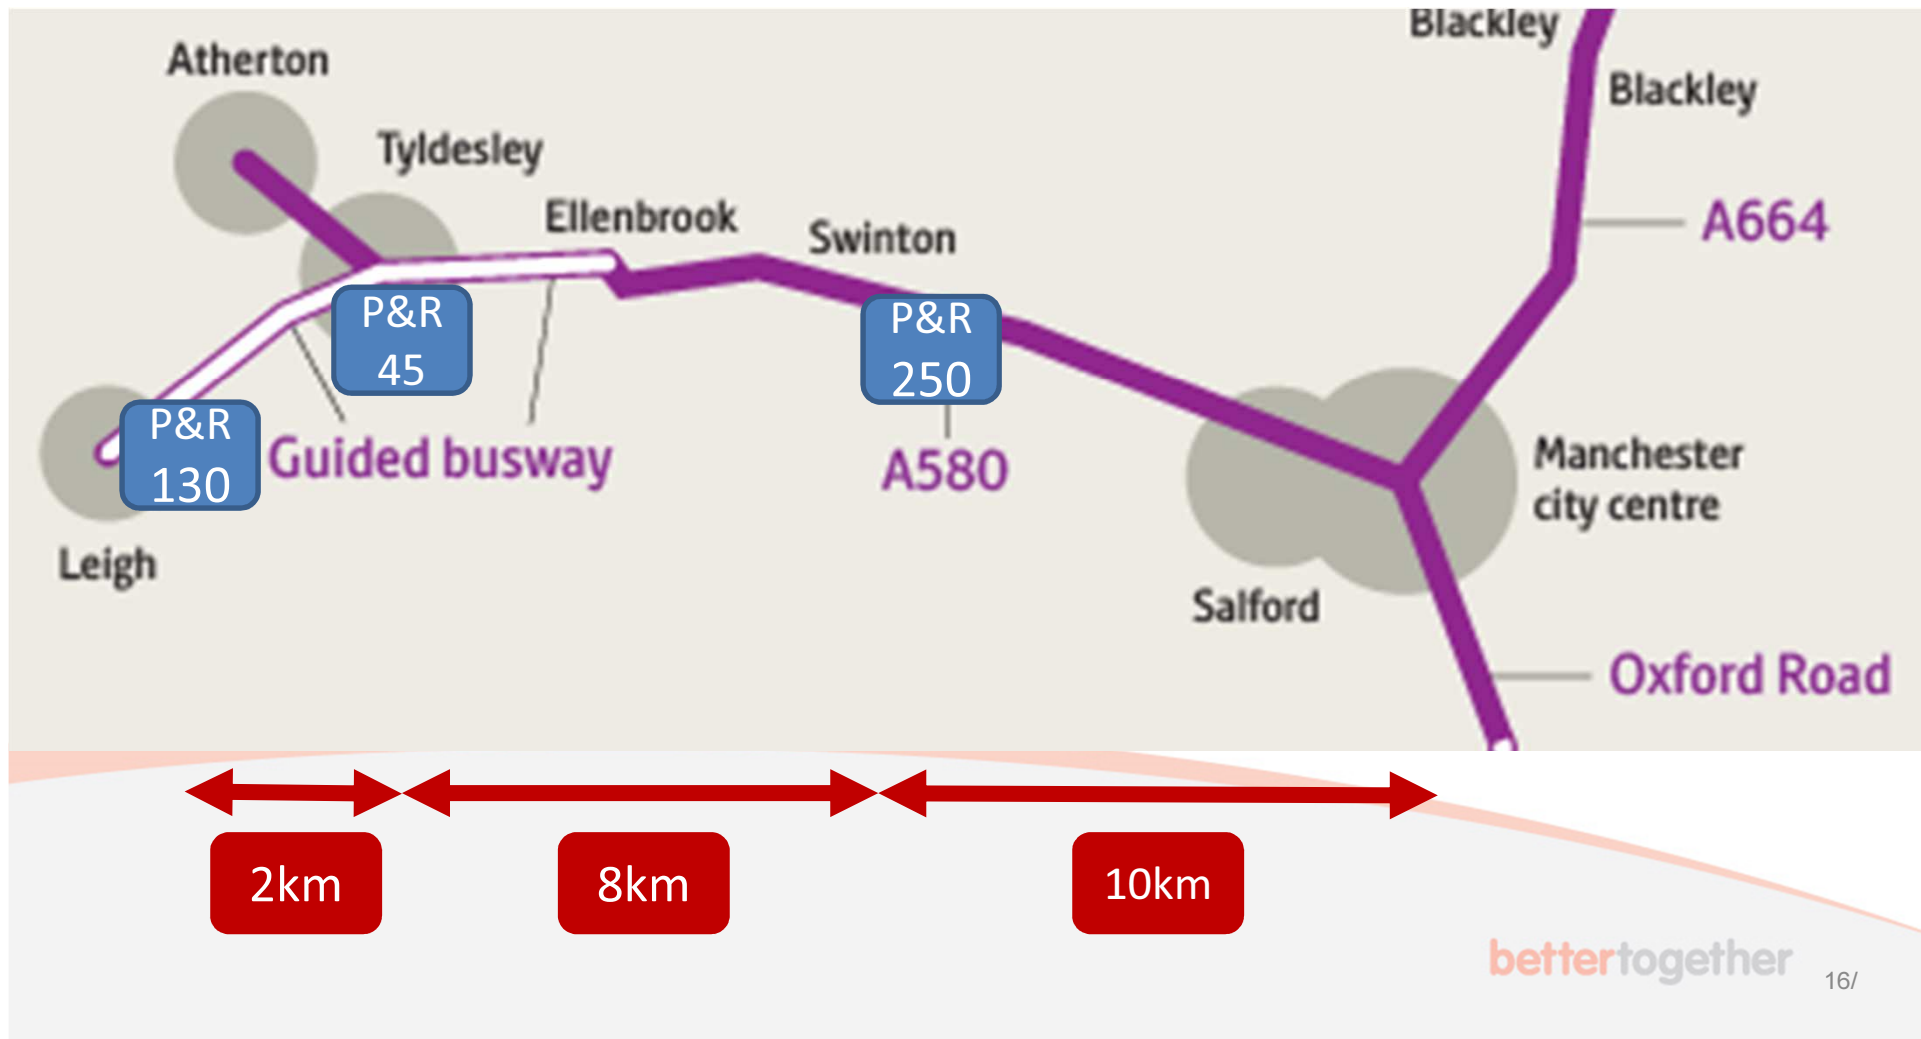 Blackley
Atherton
Blackley
Tyldesley
Ellenbrook
A664
Swinton
P&R
45
P&R
250
P&R
130
Guided busway
A580
Manchester
city centre
Leigh
Salford
Oxford Road
2km
8km
10km
bettertogether
16/